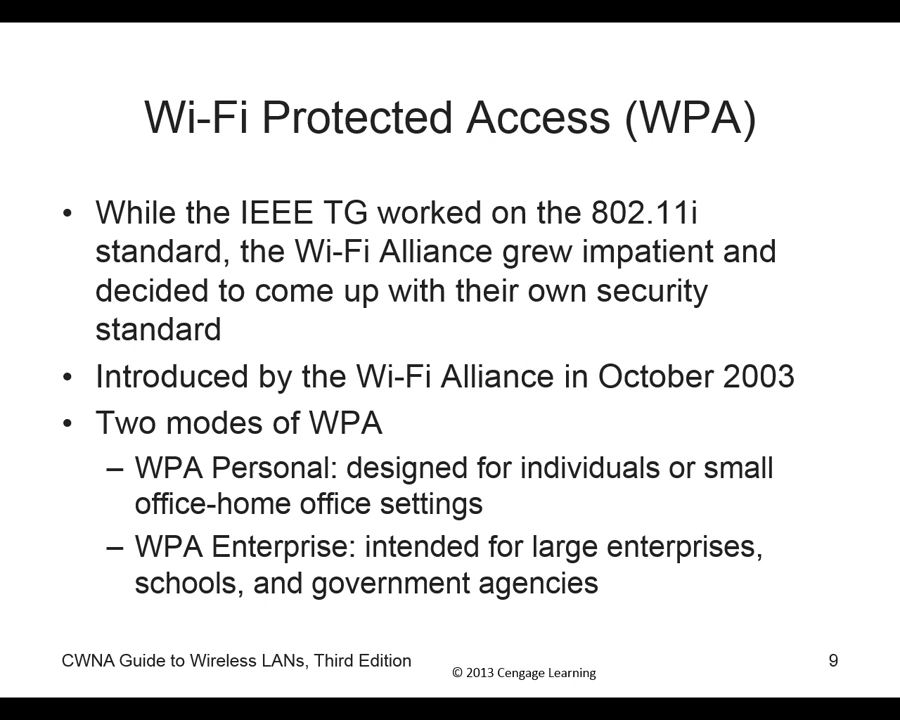 Wi-Fi Protected Access (WPA)
• While the IEEE TG worked on the 802.11i
standard, the Wi-Fi Alliance grew impatient and
decided to come up with their own security
standard
• Introduced by the Wi-Fi Alliance in October 2003
• Two modes of WPA
– WPA Personal: designed for individuals or small
office-home office settings
– WPA Enterprise: intended for large enterprises,
schools, and government agencies
CWNA Guide to Wireless LANs, Third Edition
© 2013 Cengage Learning
9